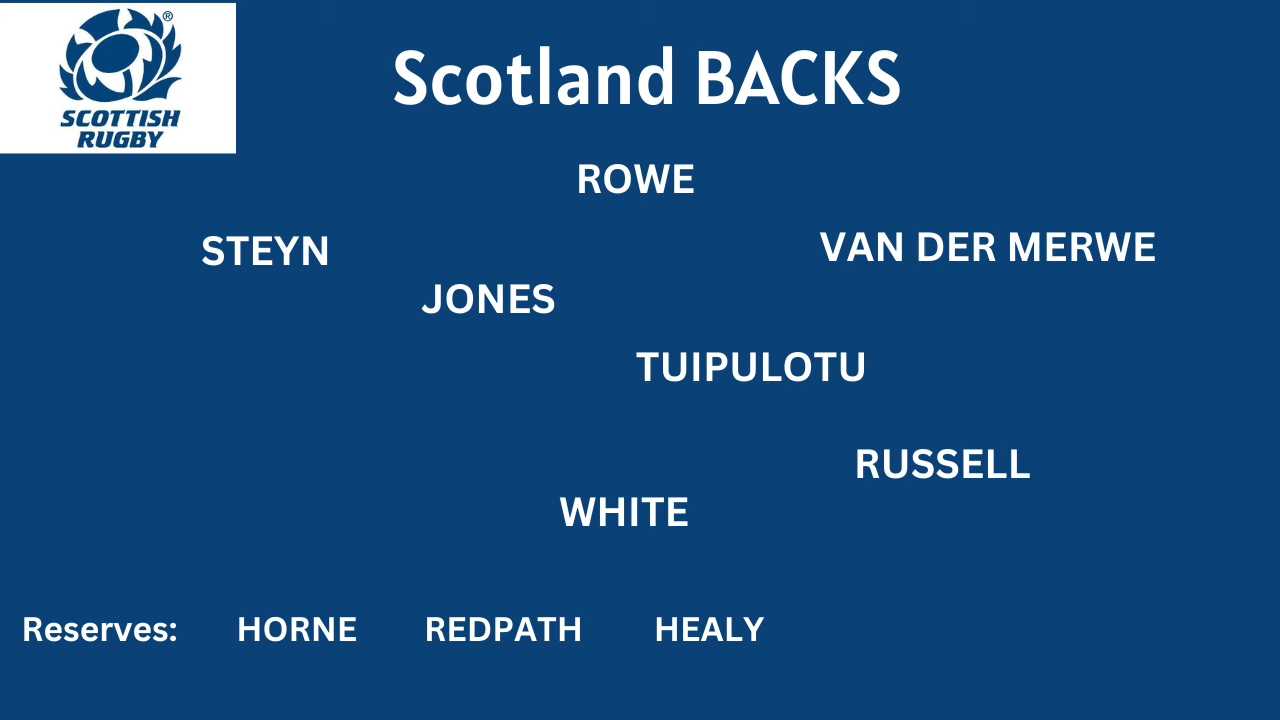 SCOTTISH
RUGBY
Scotland BACKS
ROWE
STEYN
VAN DER MERWE
JONES
TUIPULOTU
RUSSELL
WHITE
Reserves: HORNE REDPATH HEALY